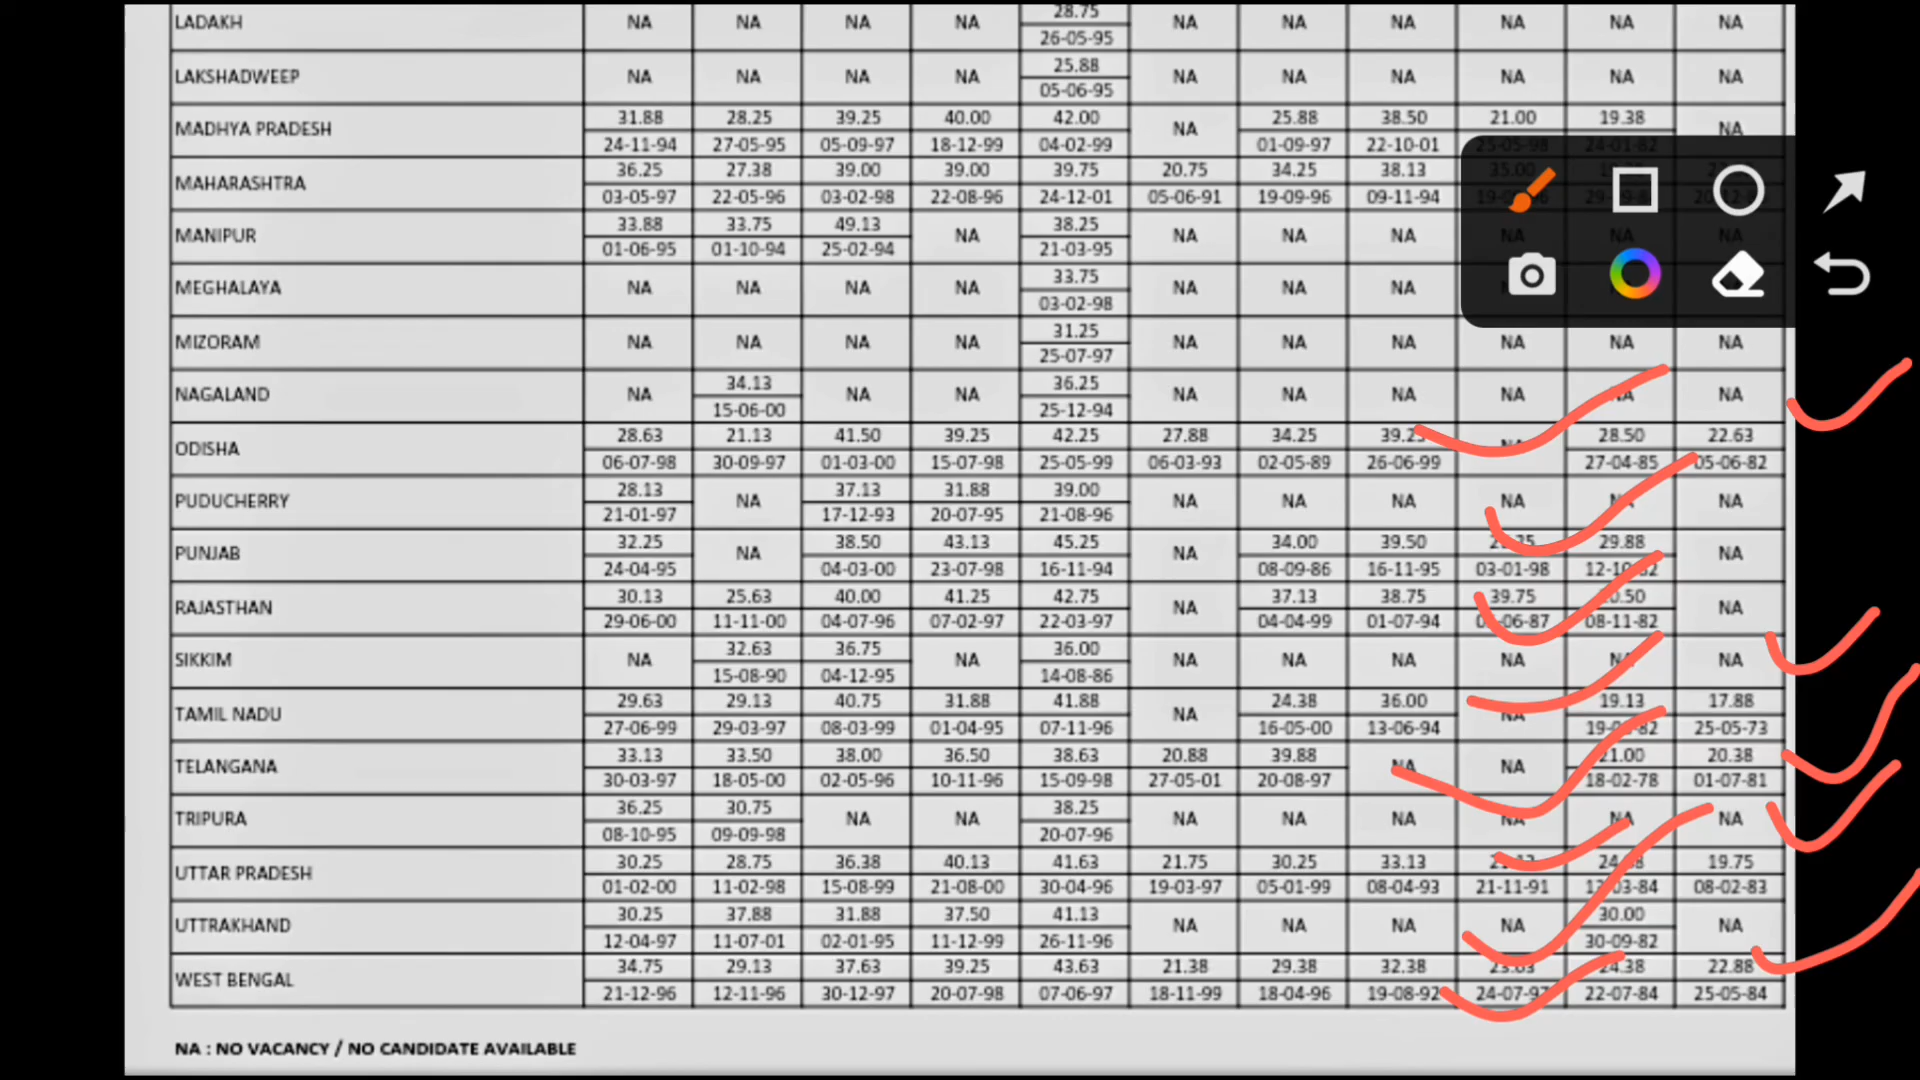 LADAKH NA NA NA NA 28.75 NA NA NA NA NA NA
26-05-95
LAKSHADWEEP NA NA NA NA 25.88 NA NA NA NA NA NA
05-06-95
MADHYA PRADESH 31.88 28.25 39.25 40.00 42.00 NA 25.88 38.50 21.00 19.38 NA
24-11-94 27-05-95 05-09-97 18-12-99 04-02-99 01-09-97 22-10-01 25-05-98 24-01-82
MAHARASHTRA 36.25 27.38 39.00 39.00 39.75 20.75 34.25 38.13 35.00
03-05-97 22-05-96 03-02-98 22-08-96 24-12-01 05-06-91 19-09-96 09-11-94
MANIPUR 33.88 33.75 49.13 NA 38.25 NA NA NA NA NA NA
01-06-95 01-10-94 25-02-94 21-03-95
MEGHALAYA NA NA NA NA 33.75 NA NA NA
03-02-98
MIZORAM NA NA NA NA 31.25 NA NA NA NA NA NA
25-07-97
NAGALAND NA 34.13 NA NA 36.25 NA NA NA NA NA NA
15-06-00 25-12-94
ODISHA 28.63 21.13 41.50 39.25 42.25 27.88 34.25 39.25 NA 28.50 22.63
06-07-98 30-09-97 01-03-00 15-07-98 25-05-99 06-03-93 02-05-89 26-06-99 27-04-85 05-06-82
PUDUCHERRY 28.13 NA 37.13 31.88 39.00 NA NA NA NA NA NA
21-01-97 17-12-93 20-07-95 21-08-96
PUNJAB 32.25 NA 38.50 43.13 45.25 NA 34.00 39.50 29.88 NA
24-04-95 04-03-00 23-07-98 16-11-94 08-09-86 16-11-95 03-01-98
RAJASTHAN 30.13 25.63 40.00 41.25 42.75 NA 37.13 38.75 39.75 NA
29-06-00 11-11-00 04-07-96 07-02-97 22-03-97 04-04-99 01-07-94 08-11-82
SIKKIM NA 32.63 36.75 NA 36.00 NA NA NA NA NA NA
15-08-90 04-12-95 14-08-86
TAMIL NADU 29.63 29.13 40.75 31.88 41.88 NA 24.38 36.00 NA 19.13 17.88
27-06-99 29-03-97 08-03-99 01-04-95 07-11-96 16-05-00 13-06-94 25-05-73
TELANGANA 33.13 33.50 38.00 36.50 38.63 20.88 39.88 NA NA 21.00 20.38
30-03-97 18-05-00 02-05-96 10-11-96 15-09-98 27-05-01 20-08-97 18-02-78 01-07-81
TRIPURA 36.25 30.75 NA NA 38.25 NA NA NA NA NA NA
08-10-95 09-09-98 20-07-96
UTTAR PRADESH 30.25 28.75 36.38 40.13 41.63 21.75 30.25 33.13 19.75
01-02-00 11-02-98 15-08-99 21-08-00 30-04-96 19-03-97 05-01-99 08-04-93 21-11-91 08-02-83
UTTRAKHAND 30.25 37.88 31.88 37.50 41.13 NA NA NA NA 30.00 NA
12-04-97 11-07-01 02-01-95 11-12-99 26-11-96 30-09-82
WEST BENGAL 34.75 29.13 37.63 39.25 43.63 21.38 29.38 32.38 23.63 24.38 22.88
21-12-96 12-11-96 30-12-97 20-07-98 07-06-97 18-11-99 18-04-96 19-08-92 24-07-97 22-07-84 25-05-84
NA : NO VACANCY / NO CANDIDATE AVAILABLE